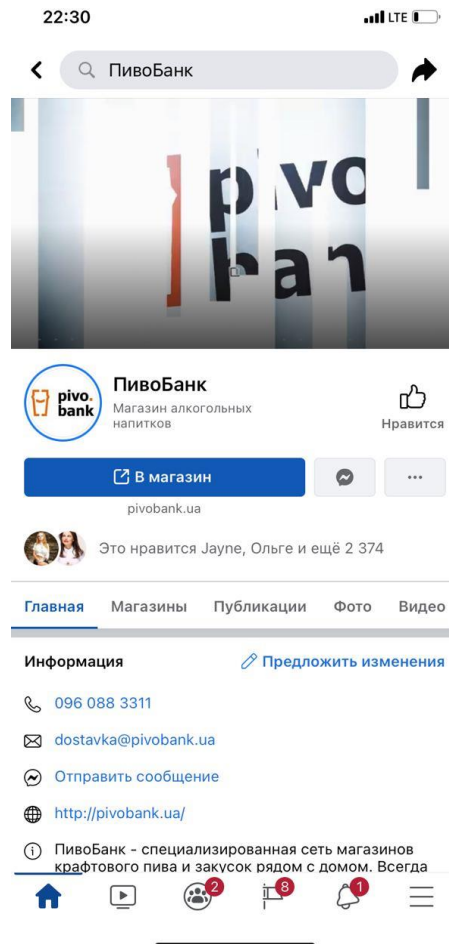 22:30
LTE
ПивоБанк
pivo
ban
pivo.
bank
ПивоБанк
Магазин алкогольных
напитков
Нравится
В магазин
pivobank.ua
Это нравится Jayne, Ольге и ещё 2 374
Главная Магазины Публикации Фото Видео
Информация Предложить изменения
096 088 3311
dostavka@pivobank.ua
Отправить сообщение
http://pivobank.ua/
ПивоБанк - специализированная сеть магазинов
крафтового пива и закусок рядом с домом. Всегда
2 8 1